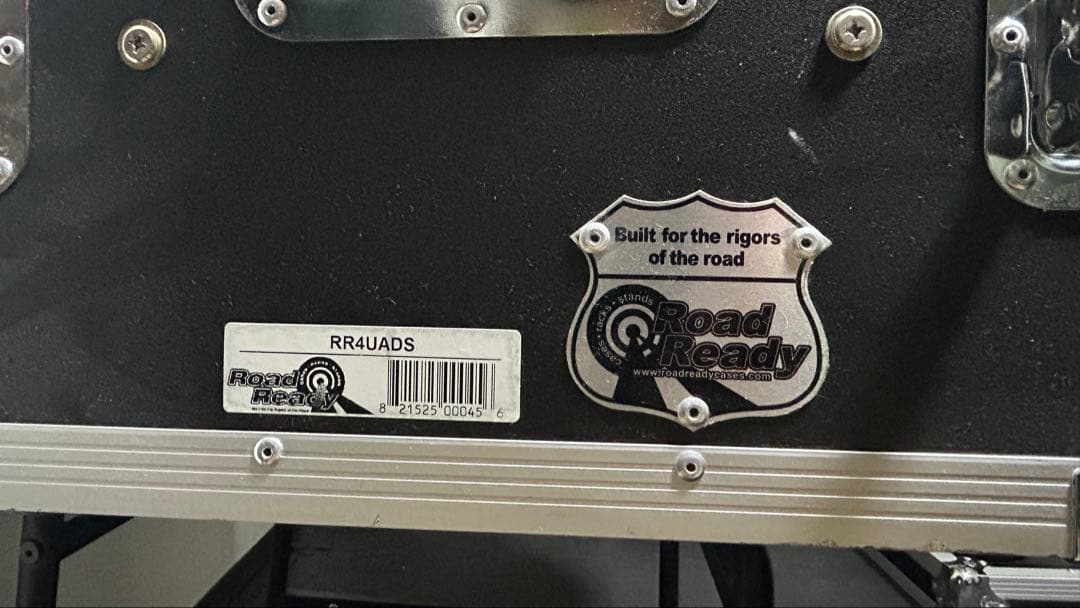 Built for the rigors
of the road
cases • racks • stands
Road
Ready
www.roadreadycases.com
RR4UADS
Road
Ready
8 21525 00045 6